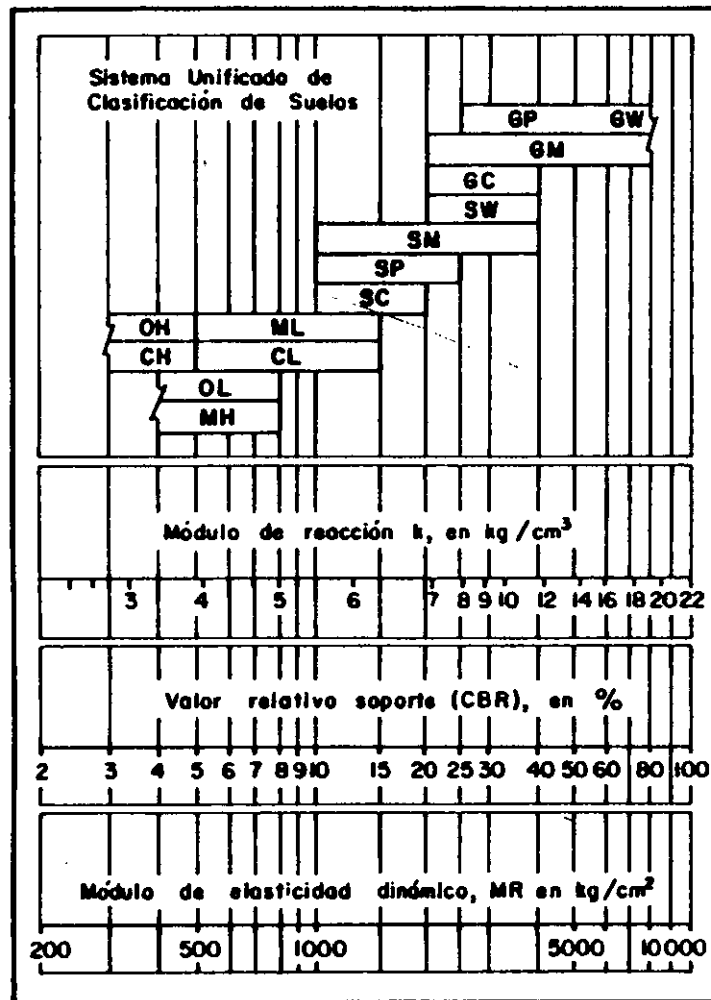 Sistema Unificado de
Clasificación de Suelos
GP GW
GM
GC
SW
SM
SP
SC
OH ML
CH CL
OL
MH
Módulo de reacción k, en kg/cm³
3 4 5 6 7 8 9 10 12 14 16 18 20 22
Valor relativo soporte (CBR), en %
2 3 4 5 6 7 8 9 10 15 20 25 30 40 50 60 80 100
Módulo de elasticidad dinámico, MR en kg/cm²
200 500 1000 5000 10000